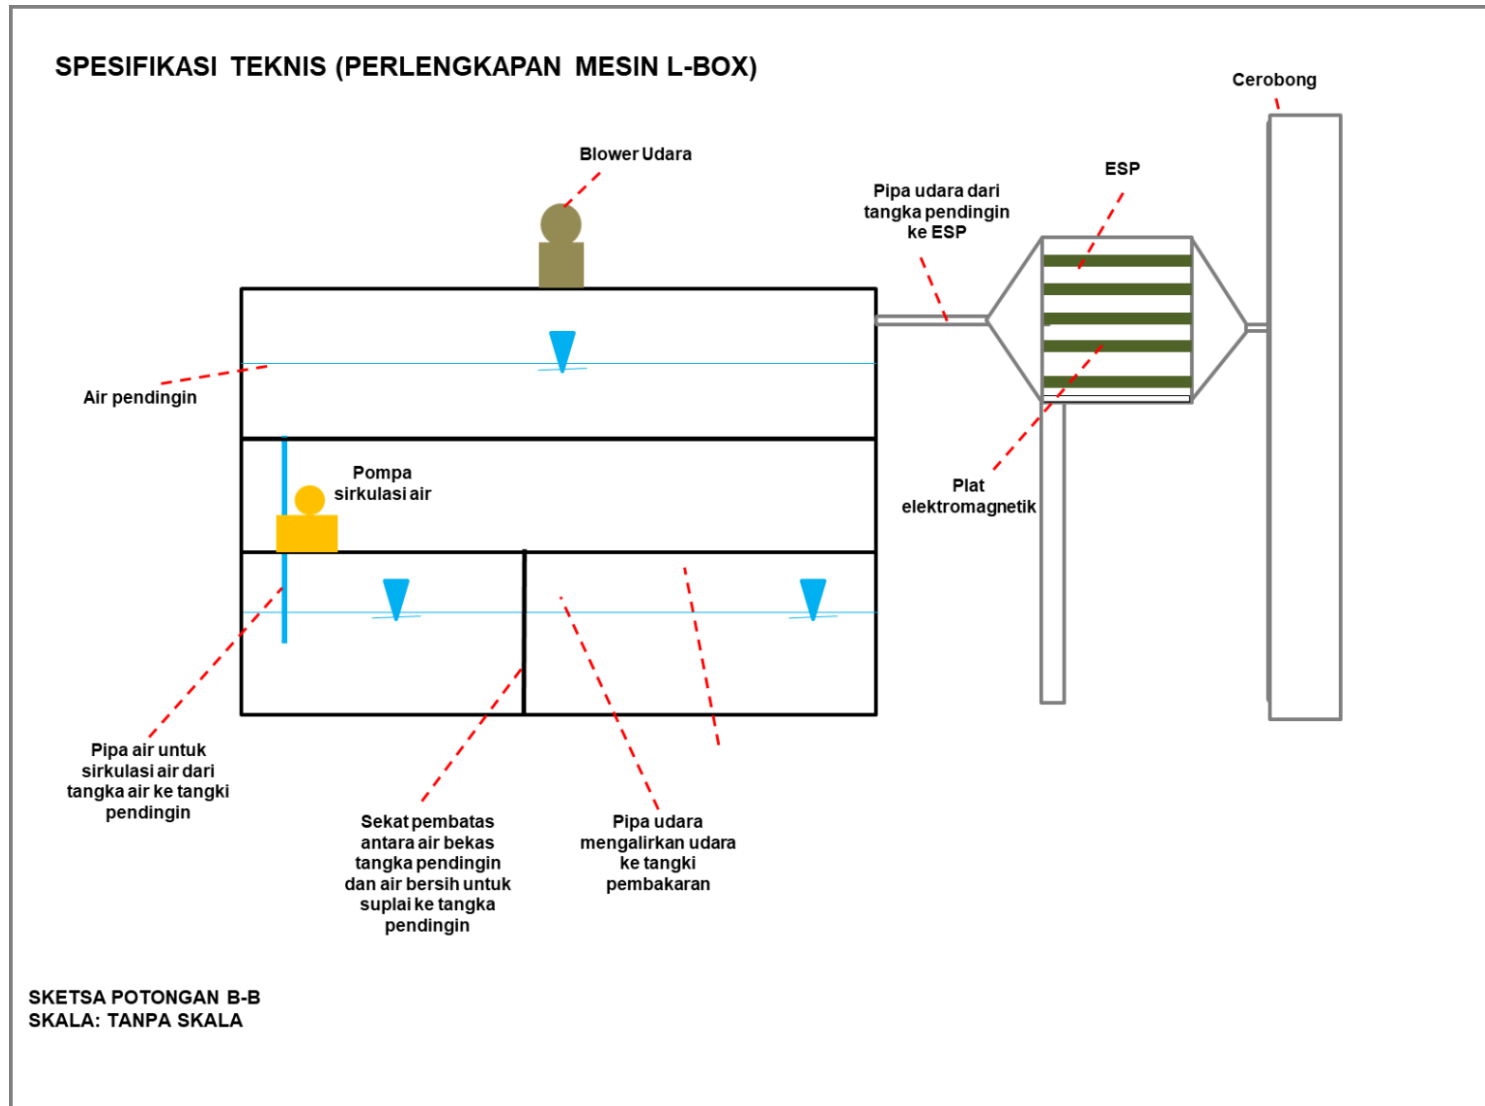 SPESIFIKASI TEKNIS (PERLENGKAPAN MESIN L-BOX)
Cerobong
Blower Udara
ESP
Pipa udara dari
tangka pendingin
ke ESP
Air pendingin
Pompa
sirkulasi air
Plat
elektromagnetik
Pipa air untuk
sirkulasi air dari
tangka air ke tangki
pendingin
Sekat pembatas
antara air bekas
tangka pendingin
dan air bersih untuk
suplai ke tangka
pendingin
Pipa udara
mengalirkan udara
ke tangki
pembakaran
SKETSA POTONGAN B-B
SKALA: TANPA SKALA